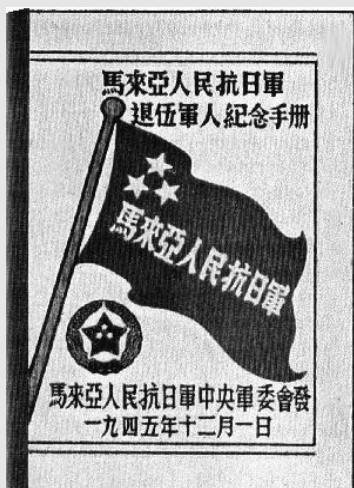 馬來亞人民抗日軍
退伍軍人紀念手册
馬來亞人民抗日軍
馬來亞人民抗日軍中央軍委會發
一九四五年十二月一日